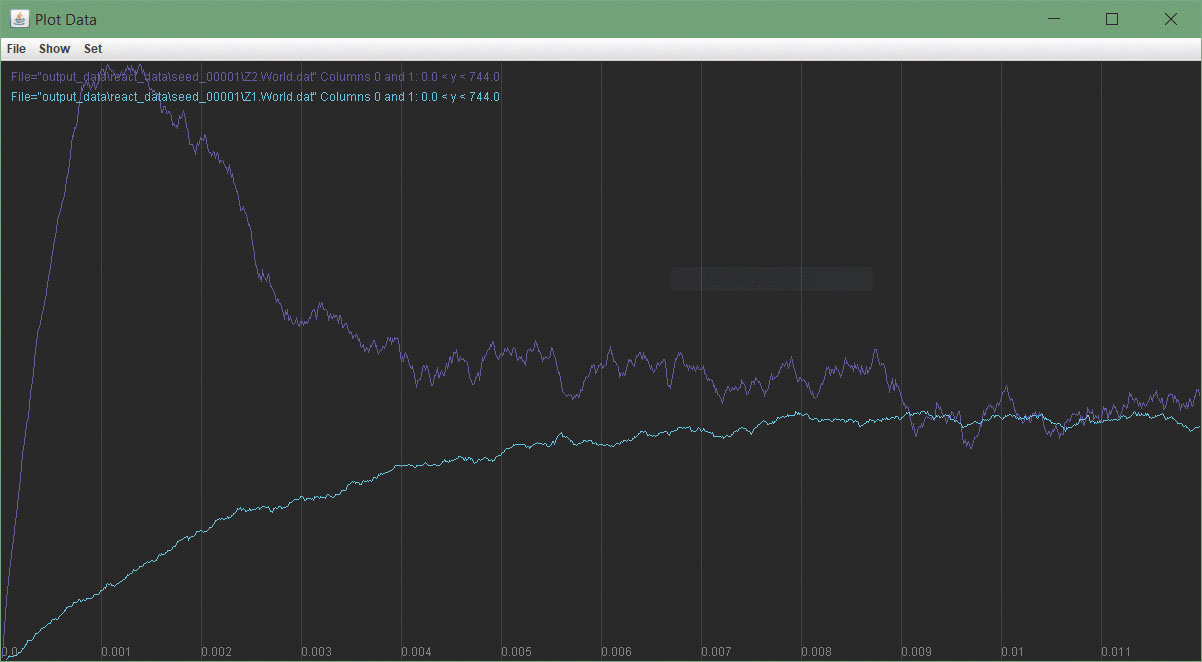 Plot Data
File Show Set
File="output_data\react_data\seed_00001\Z2.World.dat" Columns 0 and 1: 0.0 < y < 744.0
File="output_data\react_data\seed_00001\Z1.World.dat" Columns 0 and 1: 0.0 < y < 744.0
Rectangular Snip
0.0 0.001 0.002 0.003 0.004 0.005 0.006 0.007 0.008 0.009 0.01 0.011